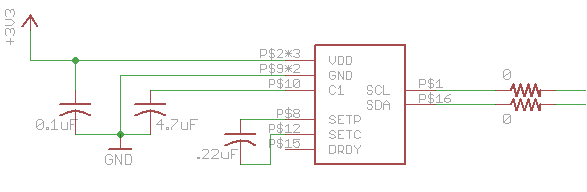 +3V3
P$2*3 VDD
P$9*2 GND
P$10 C1 SCL P$1 0
SDA P$16 0
0.1uF 4.7uF P$8 SETP
P$12 SETC
.22uF P$15 DRDY
GND